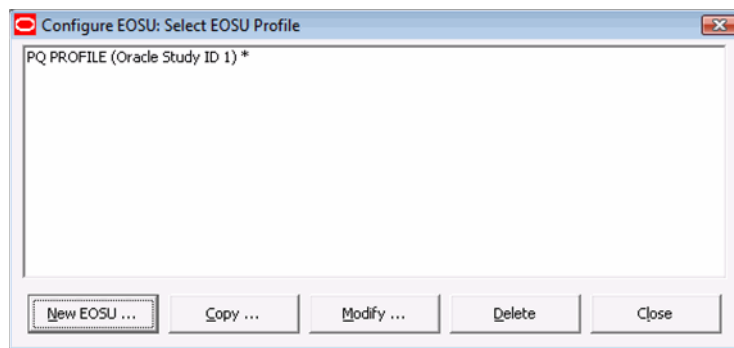 Configure EOSU: Select EOSU Profile
PQ PROFILE (Oracle Study ID 1) *
New EOSU ...
Copy ...
Modify ...
Delete
Close